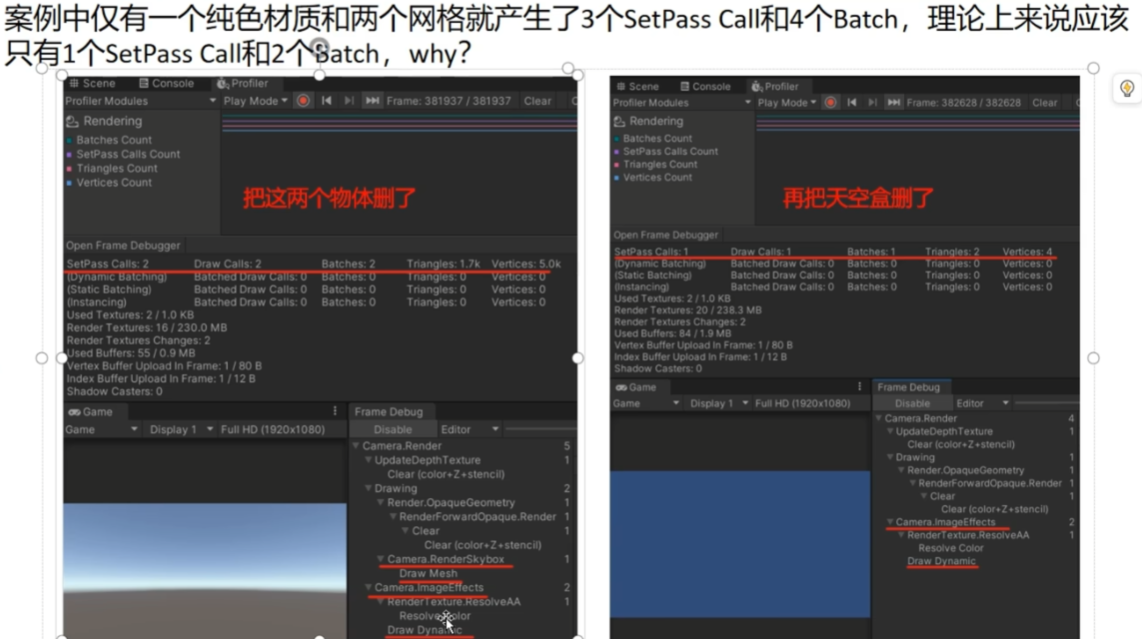 案例中仅有一个纯色材质和两个网格就产生了3个SetPass Call和4个Batch，理论上来说应该
只有1个SetPass Call和2个Batch，why？
Scene Console Profiler
Profiler Modules Play Mode Frame: 381937 / 381937 Clear C
Rendering
Batches Count
SetPass Calls Count
Triangles Count
Vertices Count
把这两个物体删了
Open Frame Debugger
SetPass Calls: 2 Draw Calls: 2 Batches: 2 Triangles: 1.7k Vertices: 5.0k
(Dynamic Batching) Batched Draw Calls: 0 Batches: 0 Triangles: 0 Vertices: 0
(Static Batching) Batched Draw Calls: 0 Batches: 0 Triangles: 0 Vertices: 0
(Instancing) Batched Draw Calls: 0 Batches: 0 Triangles: 0 Vertices: 0
Used Textures: 2 / 1.0 KB
Render Textures: 16 / 230.0 MB
Render Textures Changes: 2
Used Buffers: 55 / 0.9 MB
Vertex Buffer Upload In Frame: 1 / 80 B
Index Buffer Upload In Frame: 1 / 12 B
Shadow Casters: 0
Game
Game Display 1 Full HD (1920x1080)
Frame Debug
Disable Editor
Camera.Render 5
UpdateDepthTexture 1
Clear (color+Z+stencil)
Drawing 2
Render.OpaqueGeometry 1
RenderForwardOpaque.Render 1
Clear 1
Clear (color+Z+stencil)
Camera.RenderSkybox 1
Draw Mesh
Camera.ImageEffects 2
RenderTexture.ResolveAA 1
Resolve Color
Draw Dynamic
Scene Console Profiler
Profiler Modules Play Mode Frame: 382628 / 382628 Clear
Rendering
Batches Count
SetPass Calls Count
Triangles Count
Vertices Count
再把天空盒删了
Open Frame Debugger
SetPass Calls: 1 Draw Calls: 1 Batches: 1 Triangles: 2 Vertices: 4
(Dynamic Batching) Batched Draw Calls: 0 Batches: 0 Triangles: 0 Vertices: 0
(Static Batching) Batched Draw Calls: 0 Batches: 0 Triangles: 0 Vertices: 0
(Instancing) Batched Draw Calls: 0 Batches: 0 Triangles: 0 Vertices: 0
Used Textures: 2 / 1.0 KB
Render Textures: 20 / 238.3 MB
Render Textures Changes: 2
Used Buffers: 84 / 1.9 MB
Vertex Buffer Upload In Frame: 1 / 80 B
Index Buffer Upload In Frame: 1 / 12 B
Shadow Casters: 0
Game
Game Display 1 Full HD (1920x1080)
Frame Debug
Disable Editor
Camera.Render 4
UpdateDepthTexture 1
Clear (color+Z+stencil)
Drawing 1
Render.OpaqueGeometry 1
RenderForwardOpaque.Render 1
Clear 1
Clear (color+Z+stencil)
Camera.ImageEffects 2
RenderTexture.ResolveAA 1
Resolve Color
Draw Dynamic